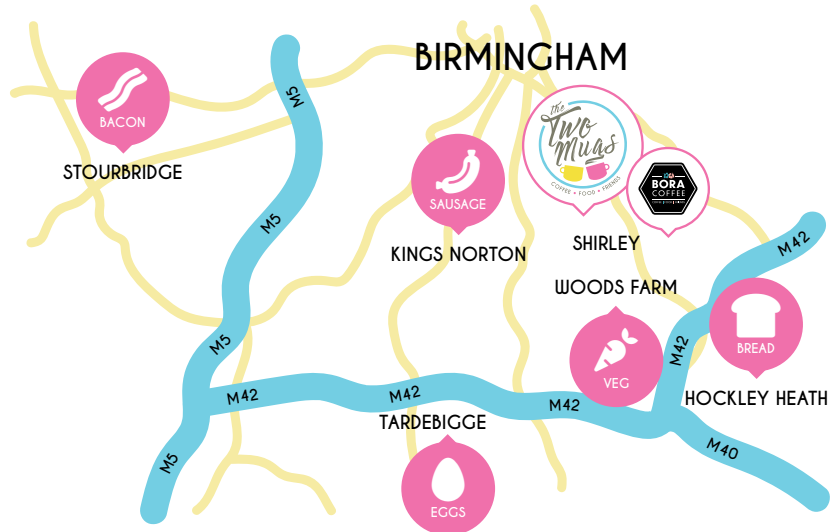 BIRMINGHAM
M5
BACON
STOURBRIDGE
the
Two
Mugs
COFFEE • FOOD • FRIENDS
BORA
COFFEE
SAUSAGE
KINGS NORTON
SHIRLEY
M5
M42
WOODS FARM
M5
M42
BREAD
VEG
HOCKLEY HEATH
M42
M42
M42
TARDEBIGGE
M40
M5
EGGS